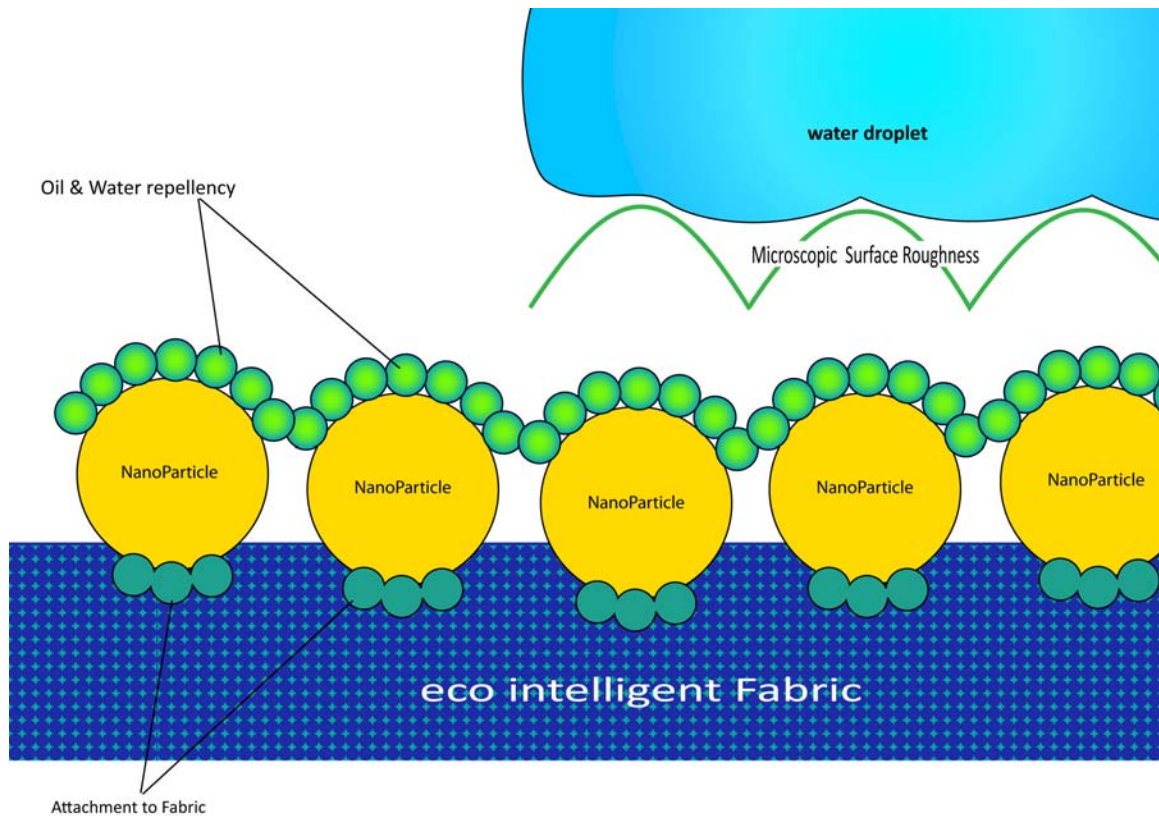 water droplet
Oil & Water repellency
Microscopic Surface Roughness
NanoParticle
NanoParticle
NanoParticle
NanoParticle
NanoParticle
eco intelligent Fabric
Attachment to Fabric